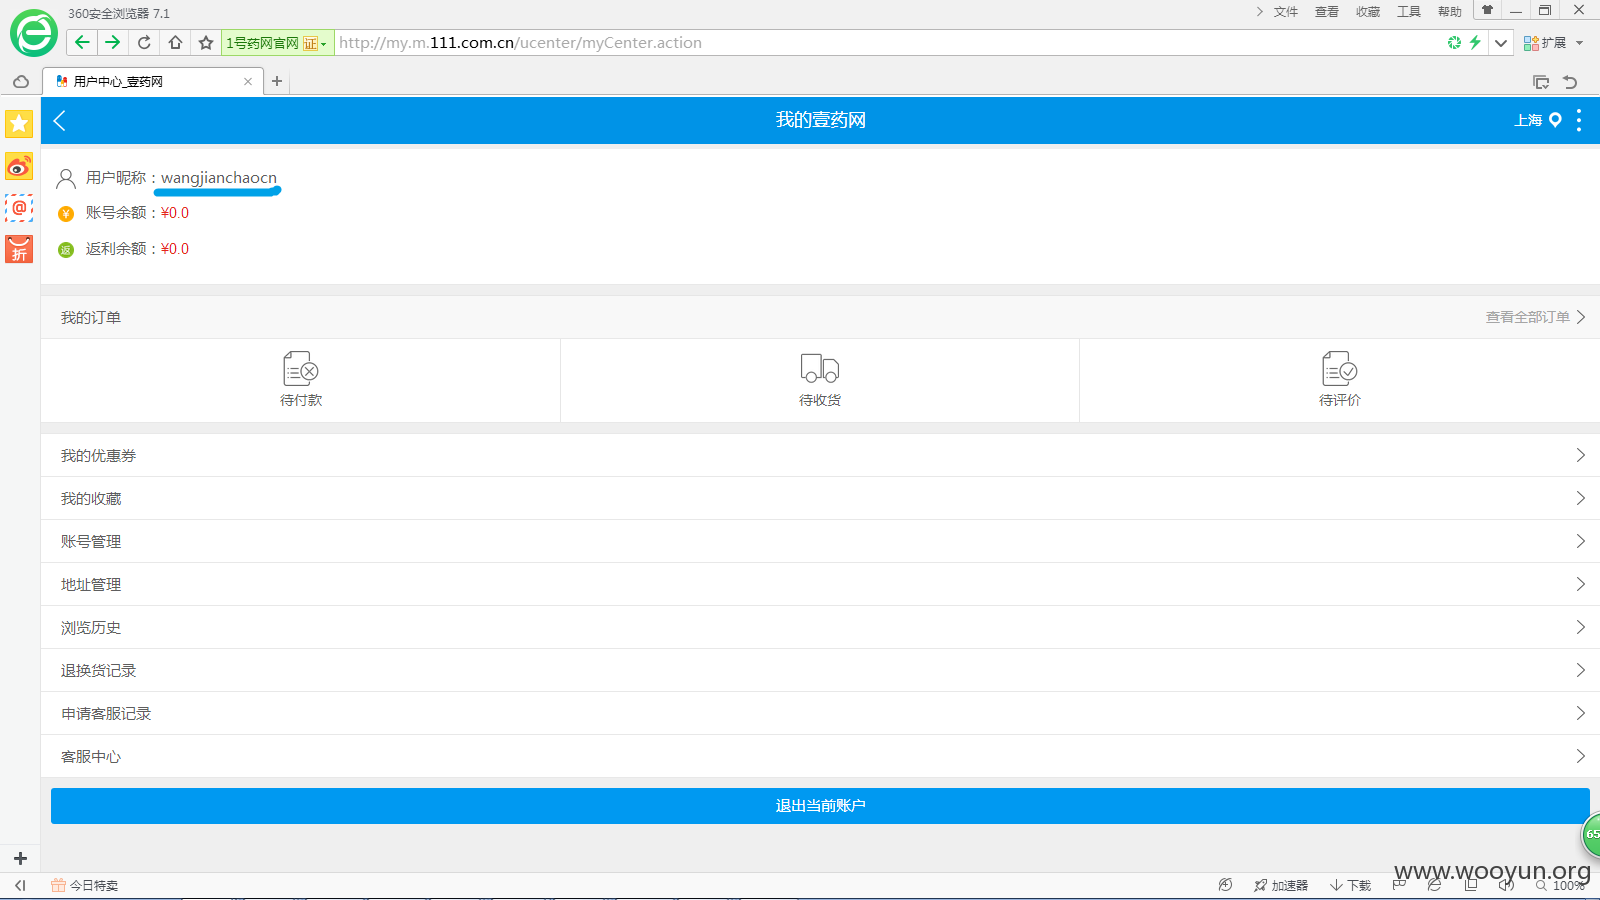 360安全浏览器 7.1
文件 查看 收藏 工具 帮助
1号药网官网 证 http://my.m.111.com.cn/ucenter/myCenter.action 扩展
用户中心_壹药网
我的壹药网
上海
用户昵称：wangjianchaocn
¥ 账号余额：¥0.0
返 返利余额：¥0.0
@
折
我的订单
查看全部订单
待付款 待收货 待评价
我的优惠券
我的收藏
账号管理
地址管理
浏览历史
退换货记录
申请客服记录
客服中心
退出当前账户
65
www.wooyun.org
今日特卖
加速器 下载 100%